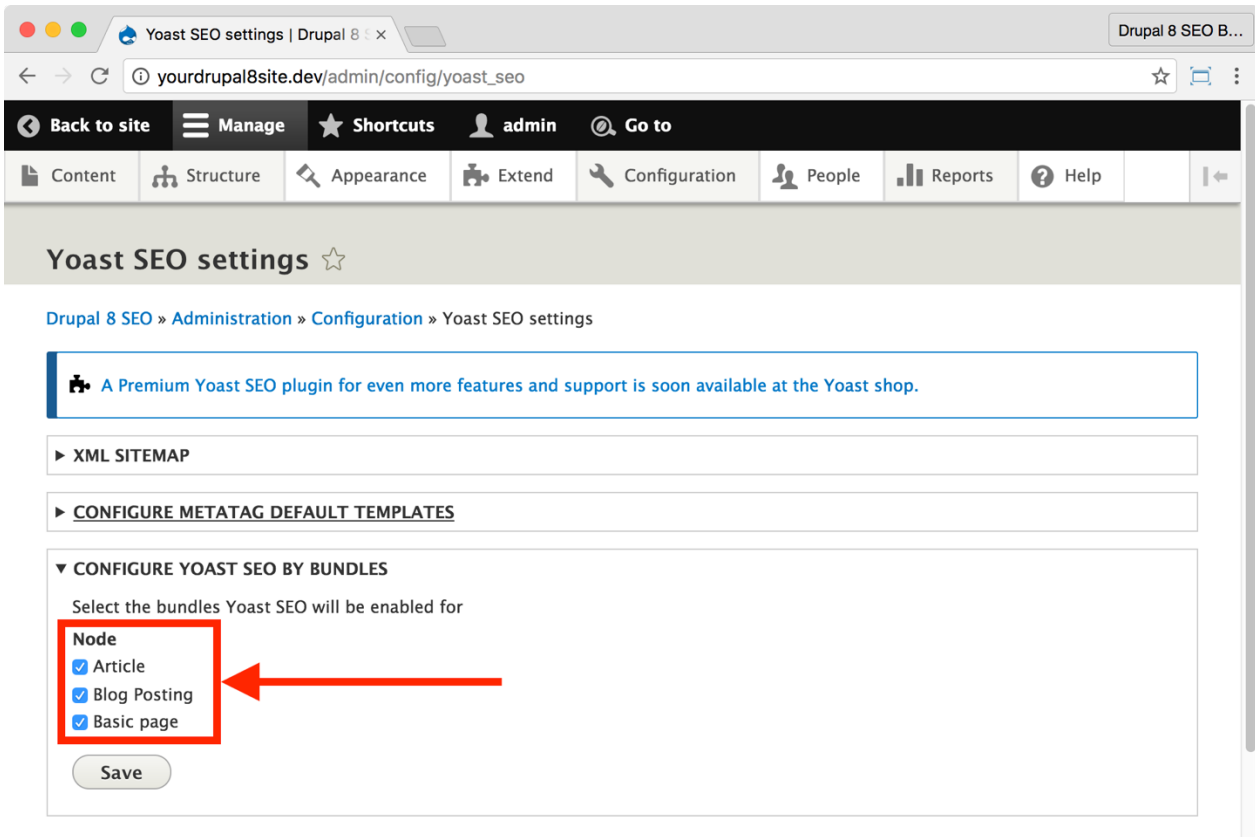 Yoast SEO settings | Drupal 8 S
Drupal 8 SEO B...
yourdrupal8site.dev/admin/config/yoast_seo
Back to site Manage Shortcuts admin Go to
Content Structure Appearance Extend Configuration People Reports Help
Yoast SEO settings
Drupal 8 SEO » Administration » Configuration » Yoast SEO settings
A Premium Yoast SEO plugin for even more features and support is soon available at the Yoast shop.
XML SITEMAP
CONFIGURE METATAG DEFAULT TEMPLATES
CONFIGURE YOAST SEO BY BUNDLES
Select the bundles Yoast SEO will be enabled for
Node
Article
Blog Posting
Basic page
Save